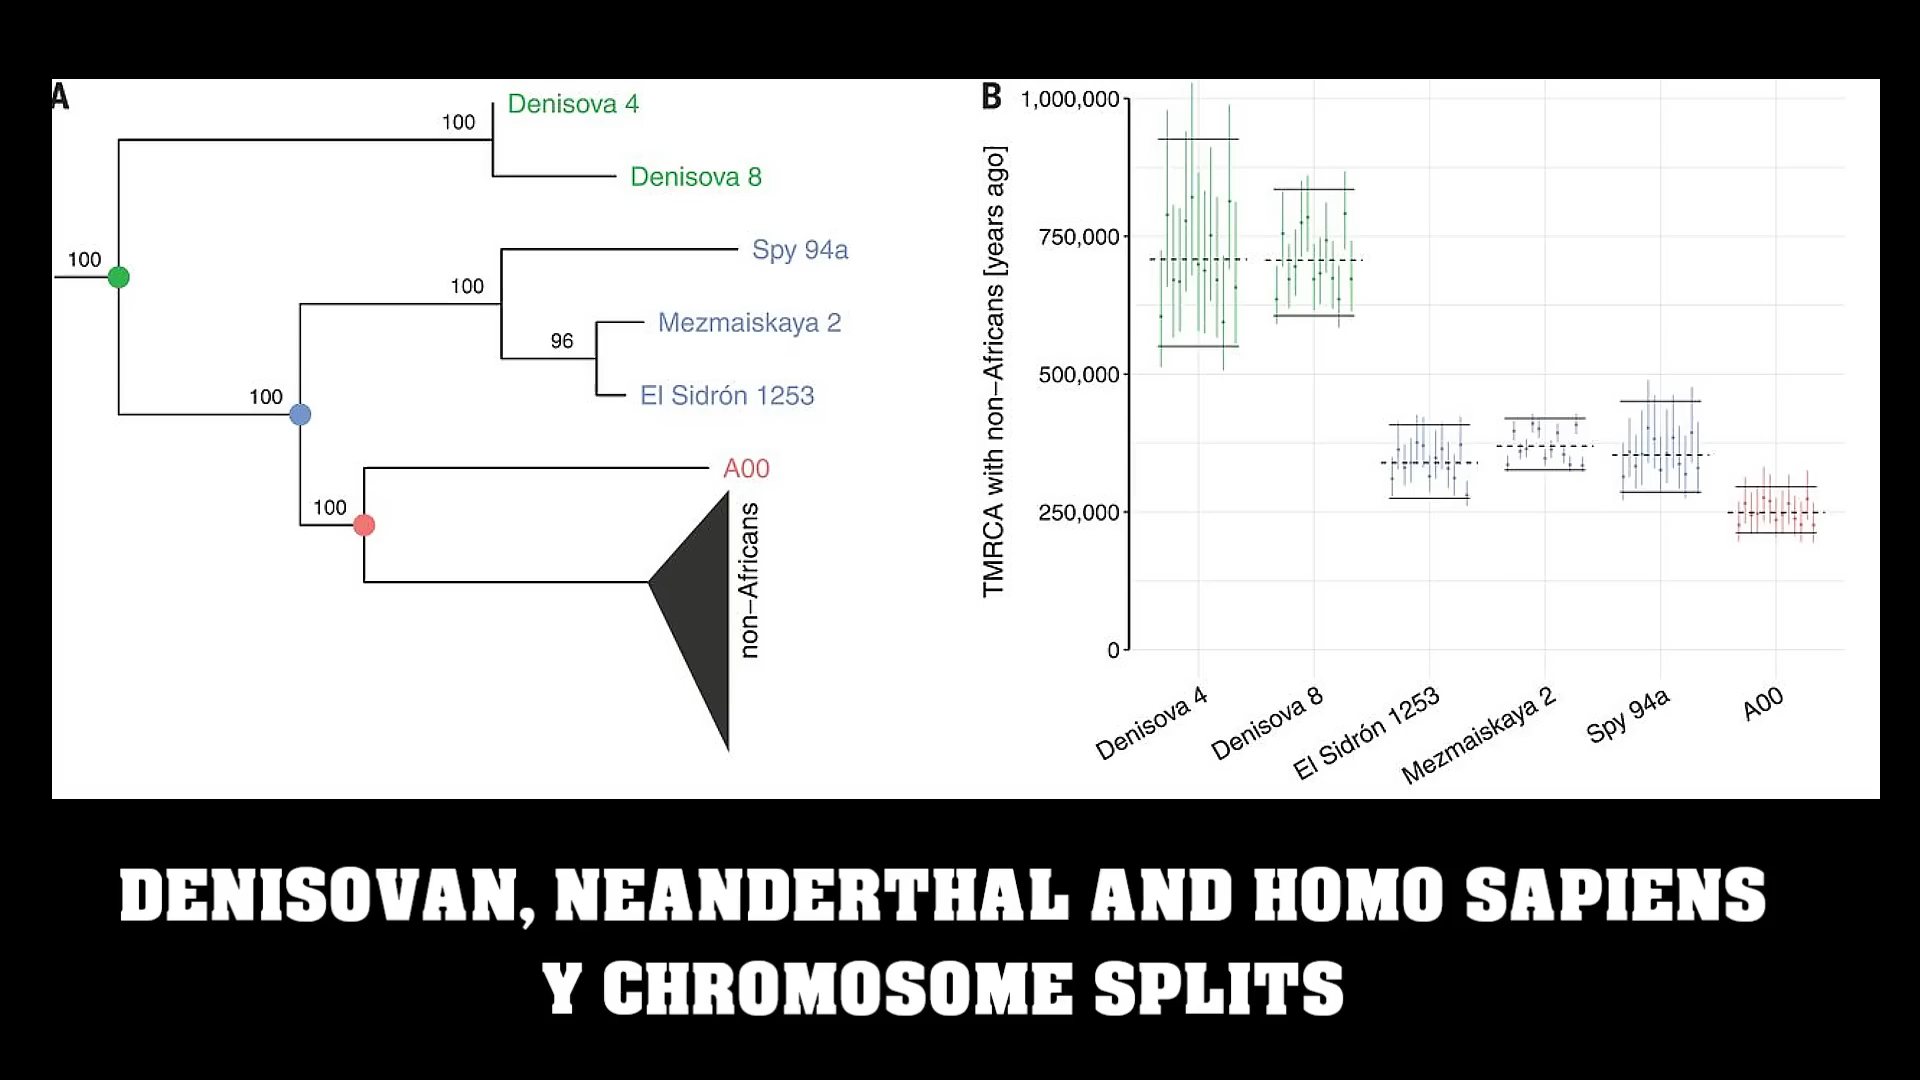 A
Denisova 4
100
Denisova 8
100
Spy 94a
100
Mezmaiskaya 2
96
El Sidrón 1253
100
A00
100
non–Africans
B
TMRCA with non–Africans [years ago]
1,000,000
750,000
500,000
250,000
0
Denisova 4
Denisova 8
El Sidrón 1253
Mezmaiskaya 2
Spy 94a
A00
DENISOVAN, NEANDERTHAL AND HOMO SAPIENS
Y CHROMOSOME SPLITS